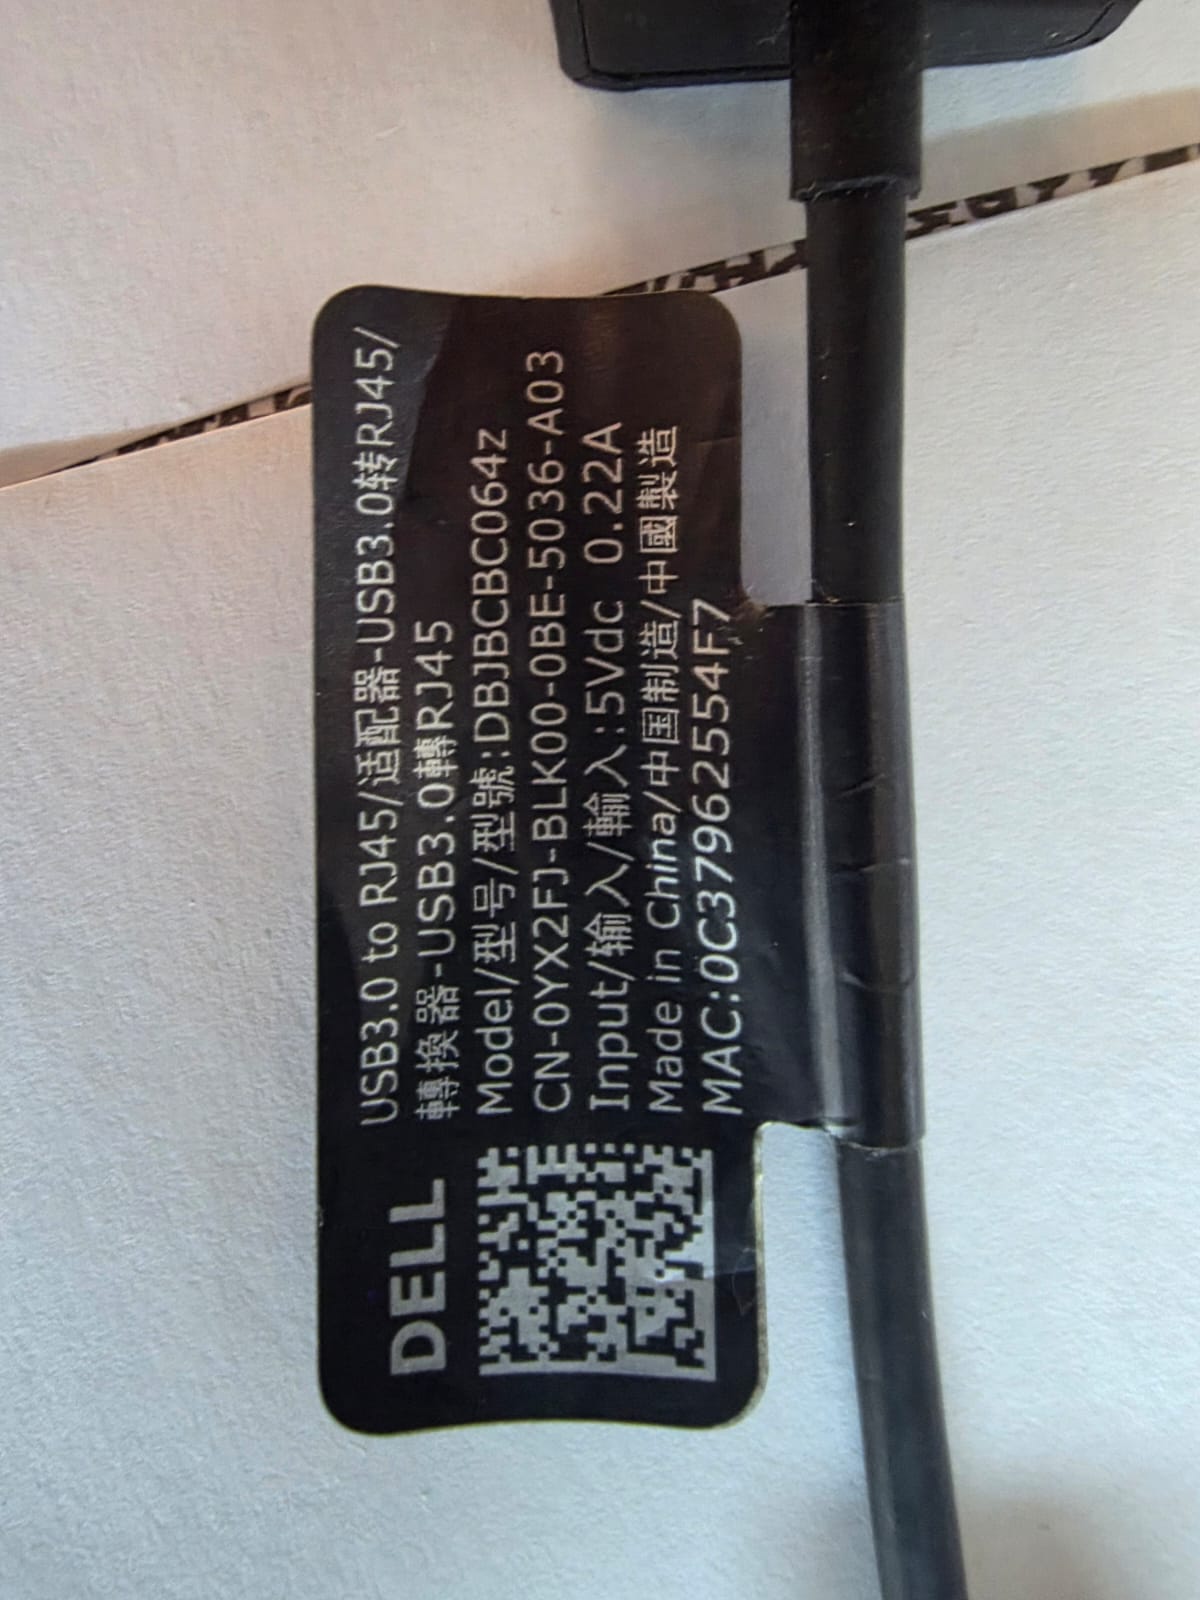 USB3.0 to RJ45/适配器-USB3.0转RJ45/
轉換器-USB3.0轉RJ45
Model/型号/型號:DBJBCBC064z
CN-0YX2FJ-BLK00-0BE-5036-A03
Input/输入/輸入:5Vdc 0.22A
Made in China/中国制造/中國製造
MAC:0C37962554F7
DELL